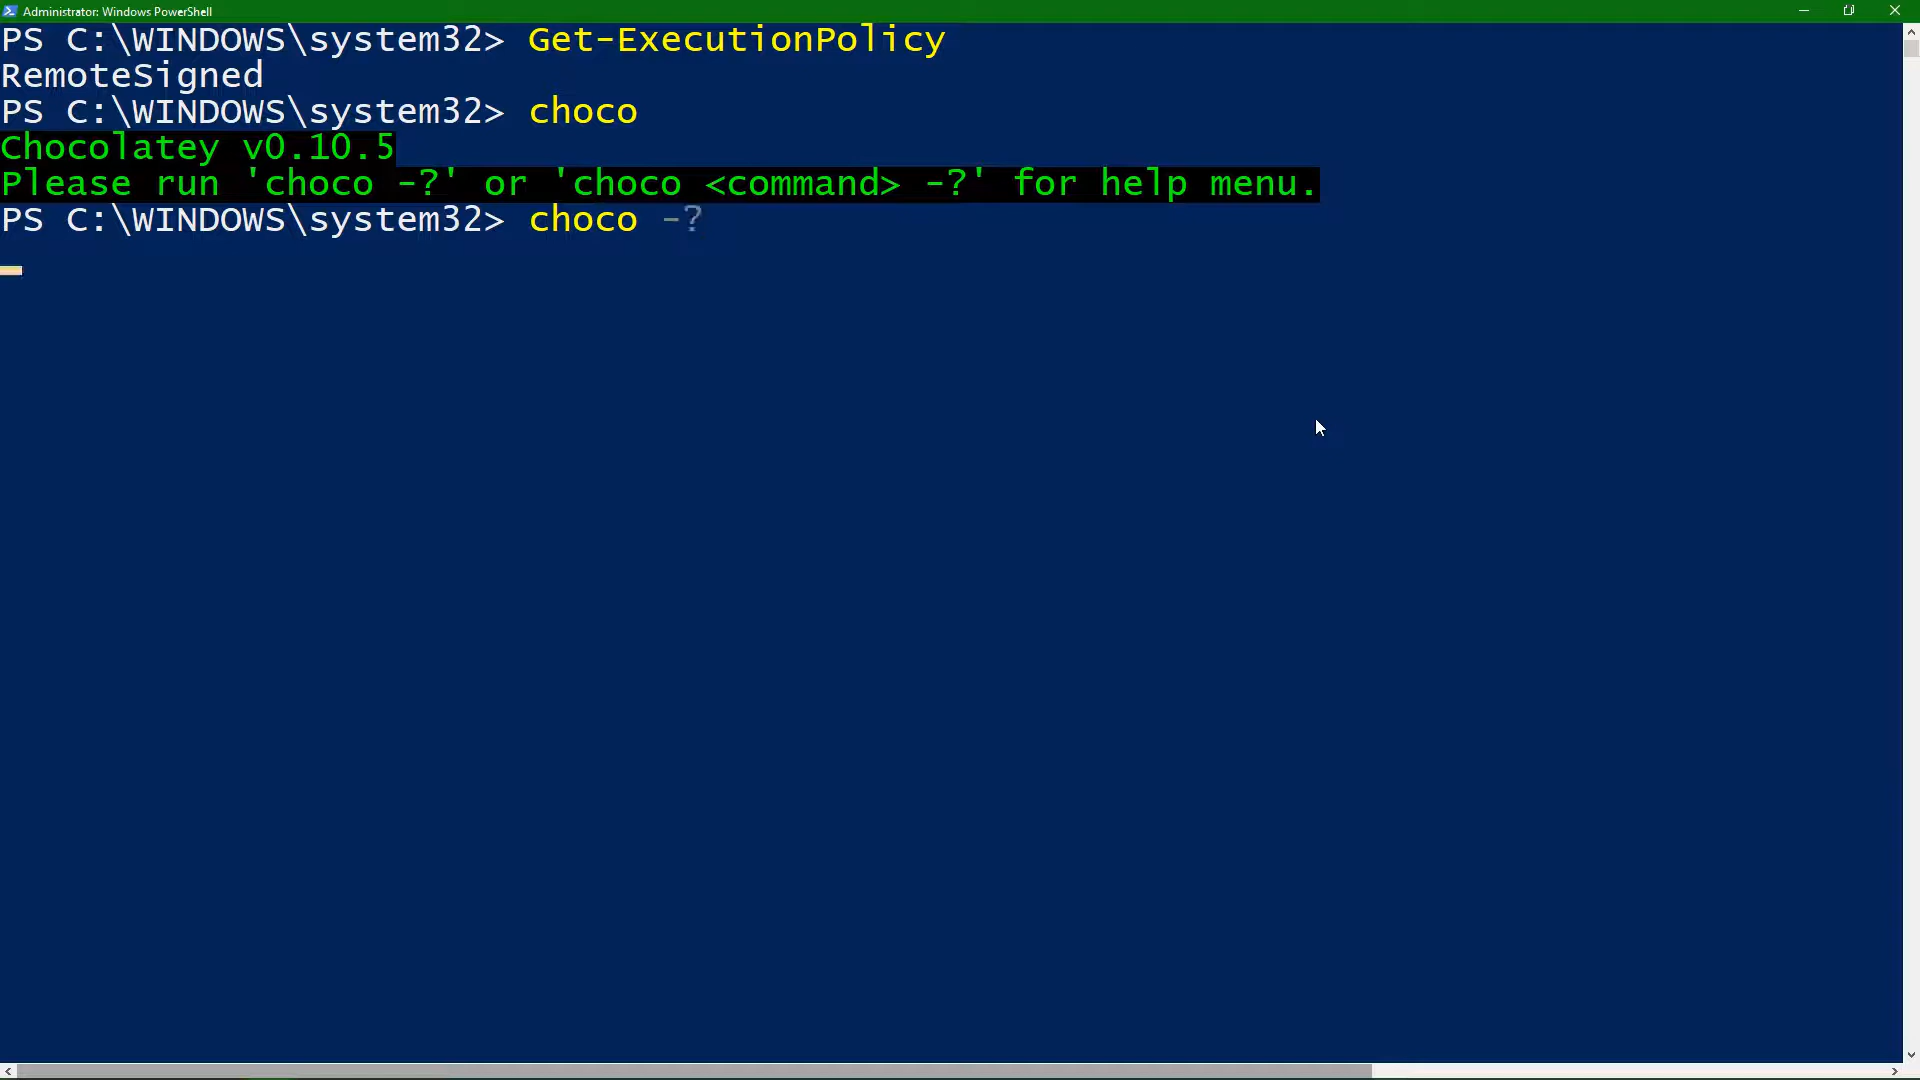 Administrator: Windows PowerShell
PS C:\WINDOWS\system32> Get-ExecutionPolicy
RemoteSigned
PS C:\WINDOWS\system32> choco
Chocolatey v0.10.5
Please run 'choco -?' or 'choco <command> -?' for help menu.
PS C:\WINDOWS\system32> choco -?